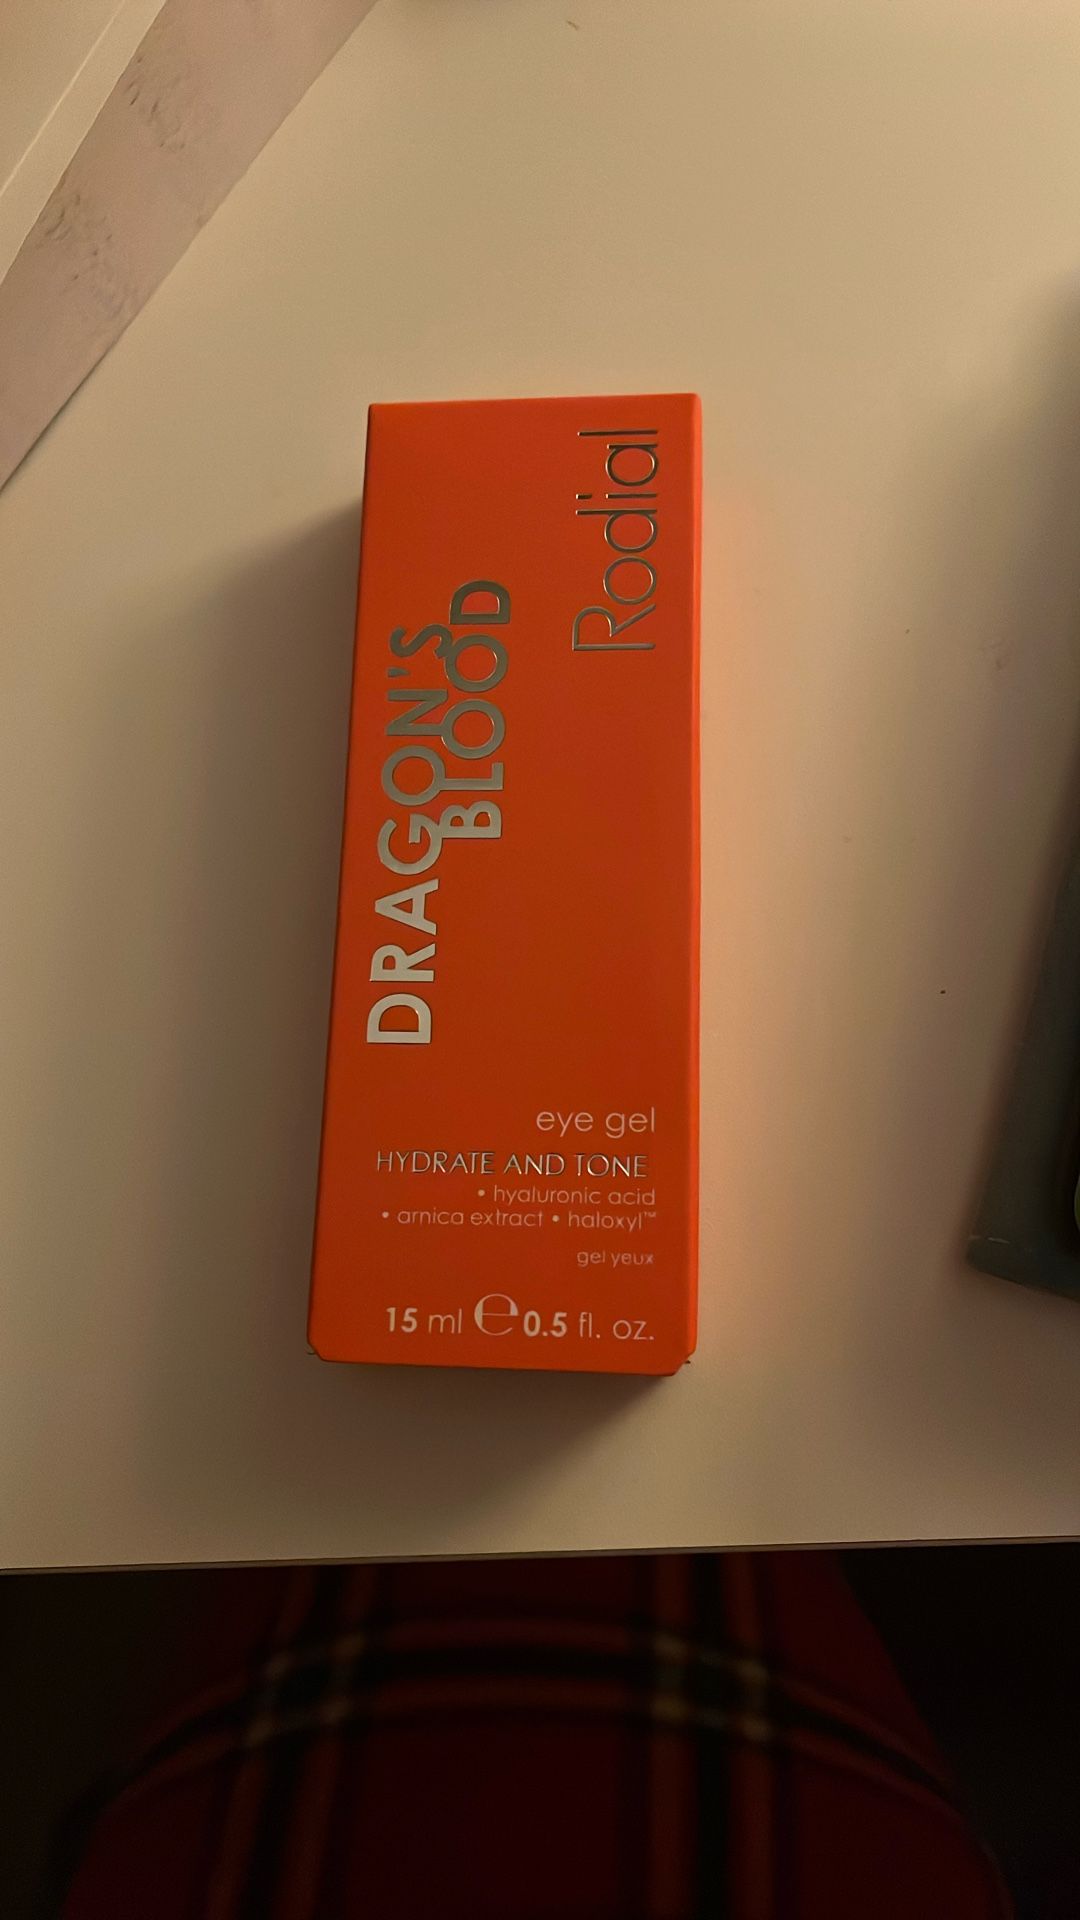 Rodial
DRAGON'S
BLOOD
eye gel
HYDRATE AND TONE
• hyaluronic acid
• arnica extract • haloxyl™
gel yeux
15 ml ℮ 0.5 fl. oz.